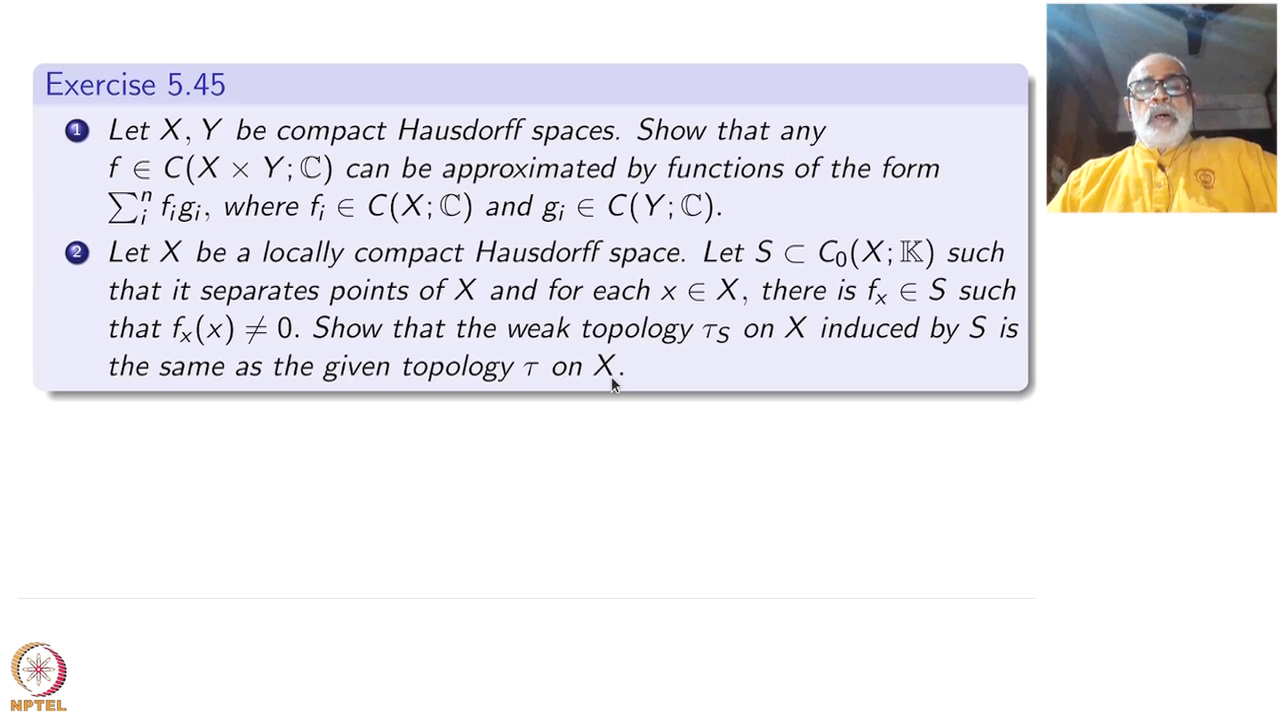 Exercise 5.45
1 Let X, Y be compact Hausdorff spaces. Show that any
f ∈ C(X × Y; ℂ) can be approximated by functions of the form
∑ᵢⁿ fᵢgᵢ, where fᵢ ∈ C(X; ℂ) and gᵢ ∈ C(Y; ℂ).
2 Let X be a locally compact Hausdorff space. Let S ⊂ C₀(X; 𝕂) such
that it separates points of X and for each x ∈ X, there is fₓ ∈ S such
that fₓ(x) ≠ 0. Show that the weak topology τ_S on X induced by S is
the same as the given topology τ on X.
NPTEL